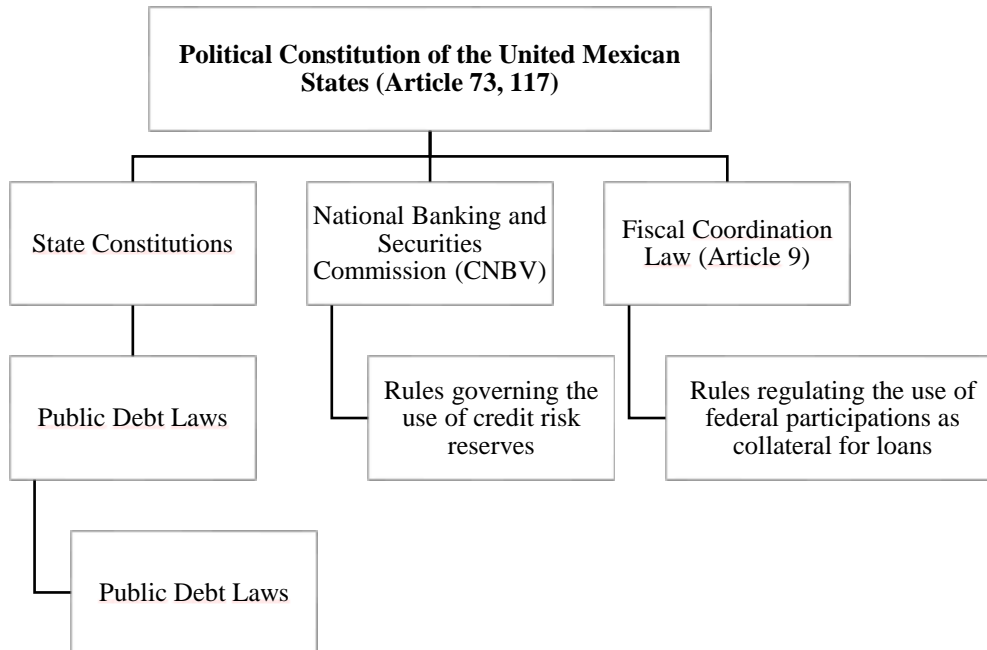 Political Constitution of the United Mexican
States (Article 73, 117)
State Constitutions
National Banking and
Securities
Commission (CNBV)
Fiscal Coordination
Law (Article 9)
Public Debt Laws
Rules governing the
use of credit risk
reserves
Rules regulating the use of
federal participations as
collateral for loans
Public Debt Laws